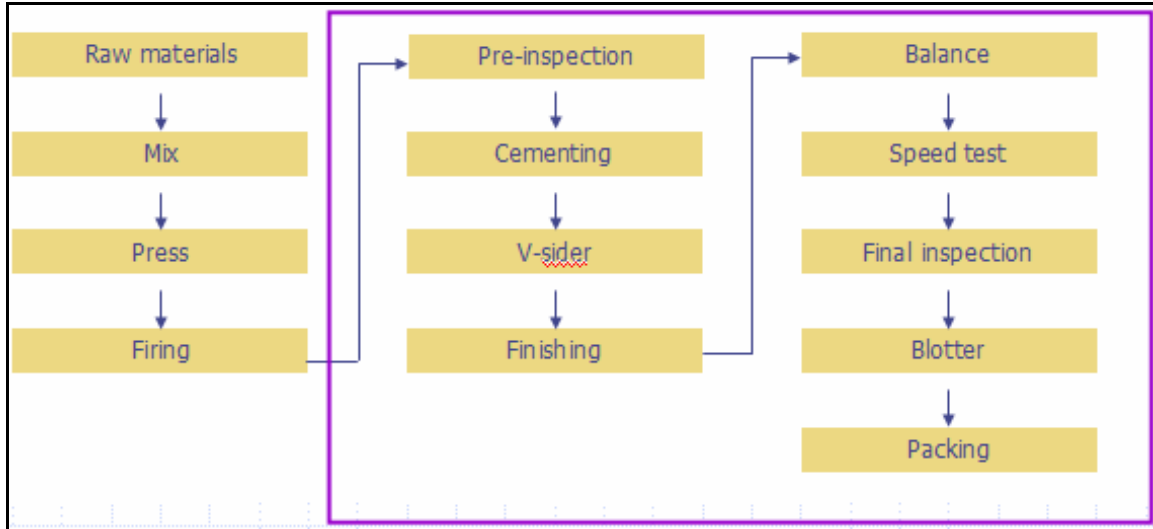 Raw materials
Mix
Press
Firing
Pre-inspection
Cementing
V-sider
Finishing
Balance
Speed test
Final inspection
Blotter
Packing